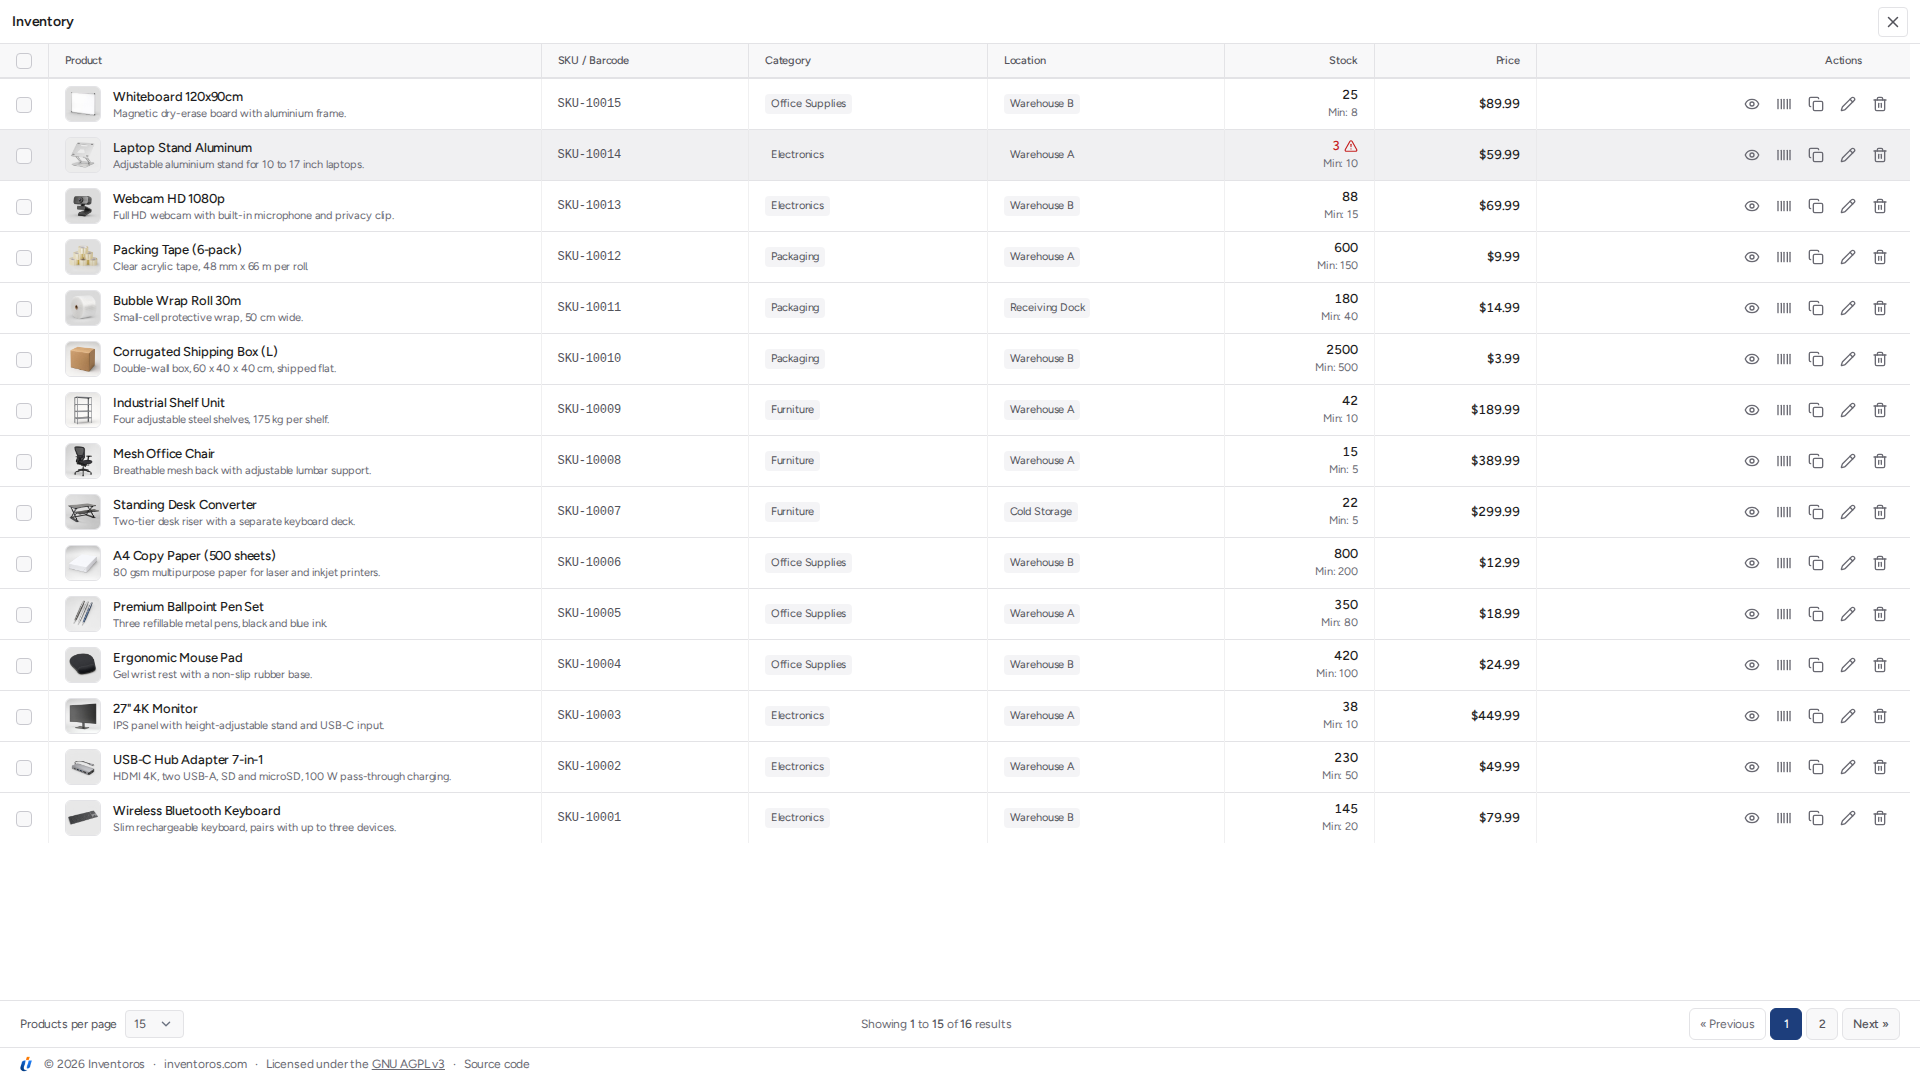 Inventory
Product SKU / Barcode Category Location Stock Price Actions
Whiteboard 120x90cm
Magnetic dry-erase board with aluminium frame.
SKU-10015 Office Supplies Warehouse B 25 Min: 8 $89.99
Laptop Stand Aluminum
Adjustable aluminium stand for 10 to 17 inch laptops.
SKU-10014 Electronics Warehouse A 3 Min: 10 $59.99
Webcam HD 1080p
Full HD webcam with built-in microphone and privacy clip.
SKU-10013 Electronics Warehouse B 88 Min: 15 $69.99
Packing Tape (6-pack)
Clear acrylic tape, 48 mm x 66 m per roll.
SKU-10012 Packaging Warehouse A 600 Min: 150 $9.99
Bubble Wrap Roll 30m
Small-cell protective wrap, 50 cm wide.
SKU-10011 Packaging Receiving Dock 180 Min: 40 $14.99
Corrugated Shipping Box (L)
Double-wall box, 60 x 40 x 40 cm, shipped flat.
SKU-10010 Packaging Warehouse B 2500 Min: 500 $3.99
Industrial Shelf Unit
Four adjustable steel shelves, 175 kg per shelf.
SKU-10009 Furniture Warehouse A 42 Min: 10 $189.99
Mesh Office Chair
Breathable mesh back with adjustable lumbar support.
SKU-10008 Furniture Warehouse A 15 Min: 5 $389.99
Standing Desk Converter
Two-tier desk riser with a separate keyboard deck.
SKU-10007 Furniture Cold Storage 22 Min: 5 $299.99
A4 Copy Paper (500 sheets)
80 gsm multipurpose paper for laser and inkjet printers.
SKU-10006 Office Supplies Warehouse B 800 Min: 200 $12.99
Premium Ballpoint Pen Set
Three refillable metal pens, black and blue ink.
SKU-10005 Office Supplies Warehouse A 350 Min: 80 $18.99
Ergonomic Mouse Pad
Gel wrist rest with a non-slip rubber base.
SKU-10004 Office Supplies Warehouse B 420 Min: 100 $24.99
27" 4K Monitor
IPS panel with height-adjustable stand and USB-C input.
SKU-10003 Electronics Warehouse A 38 Min: 10 $449.99
USB-C Hub Adapter 7-in-1
HDMI 4K, two USB-A, SD and microSD, 100 W pass-through charging.
SKU-10002 Electronics Warehouse A 230 Min: 50 $49.99
Wireless Bluetooth Keyboard
Slim rechargeable keyboard, pairs with up to three devices.
SKU-10001 Electronics Warehouse B 145 Min: 20 $79.99
Products per page 15 Showing 1 to 15 of 16 results « Previous 1 2 Next »
© 2026 Inventoros · inventoros.com · Licensed under the GNU AGPL v3 · Source code